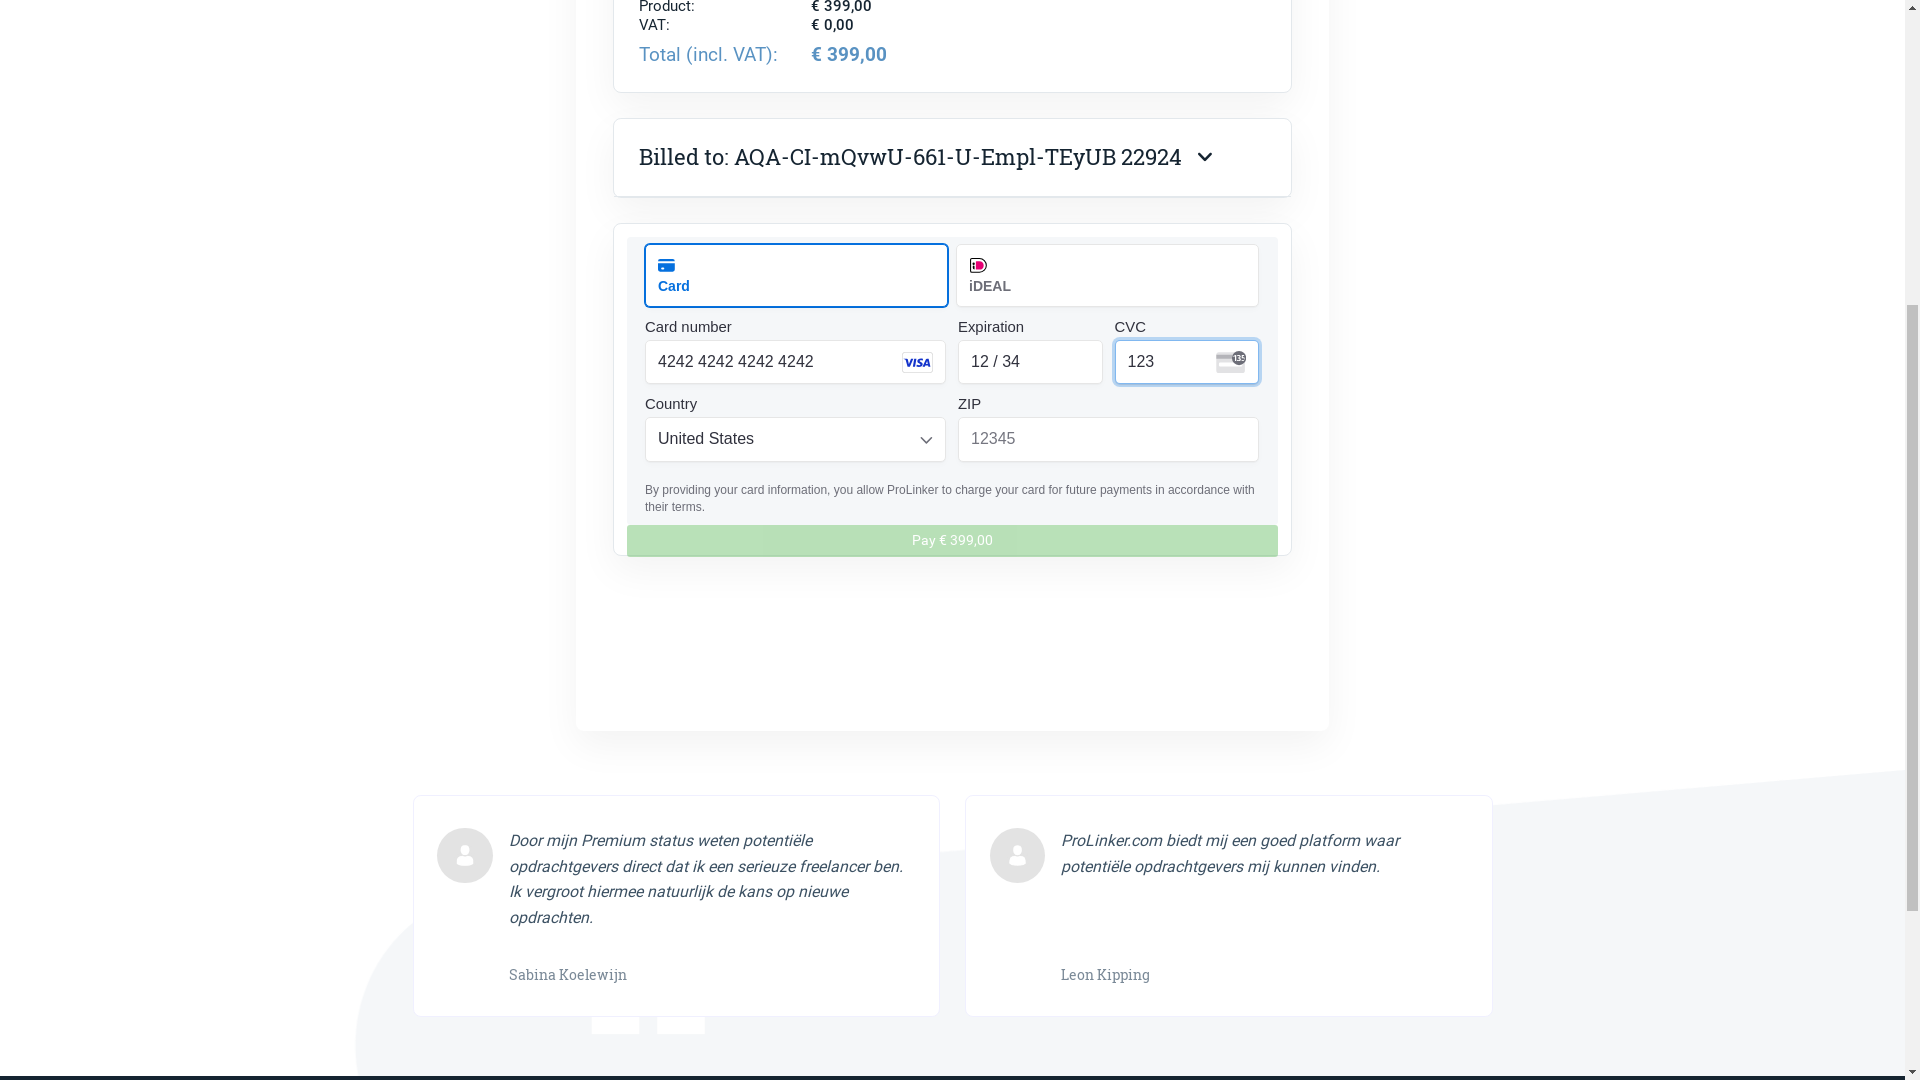 Product: € 399,00
VAT: € 0,00
Total (incl. VAT): € 399,00
Billed to: AQA-CI-mQvwU-661-U-Empl-TEyUB 22924
Card
iDEAL
Card number
Expiration
CVC
4242 4242 4242 4242
VISA
12 / 34
123
135
Country
ZIP
United States
12345
By providing your card information, you allow ProLinker to charge your card for future payments in accordance with
their terms.
Pay € 399,00
Door mijn Premium status weten potentiële
opdrachtgevers direct dat ik een serieuze freelancer ben.
Ik vergroot hiermee natuurlijk de kans op nieuwe
opdrachten.
Sabina Koelewijn
ProLinker.com biedt mij een goed platform waar
potentiële opdrachtgevers mij kunnen vinden.
Leon Kipping